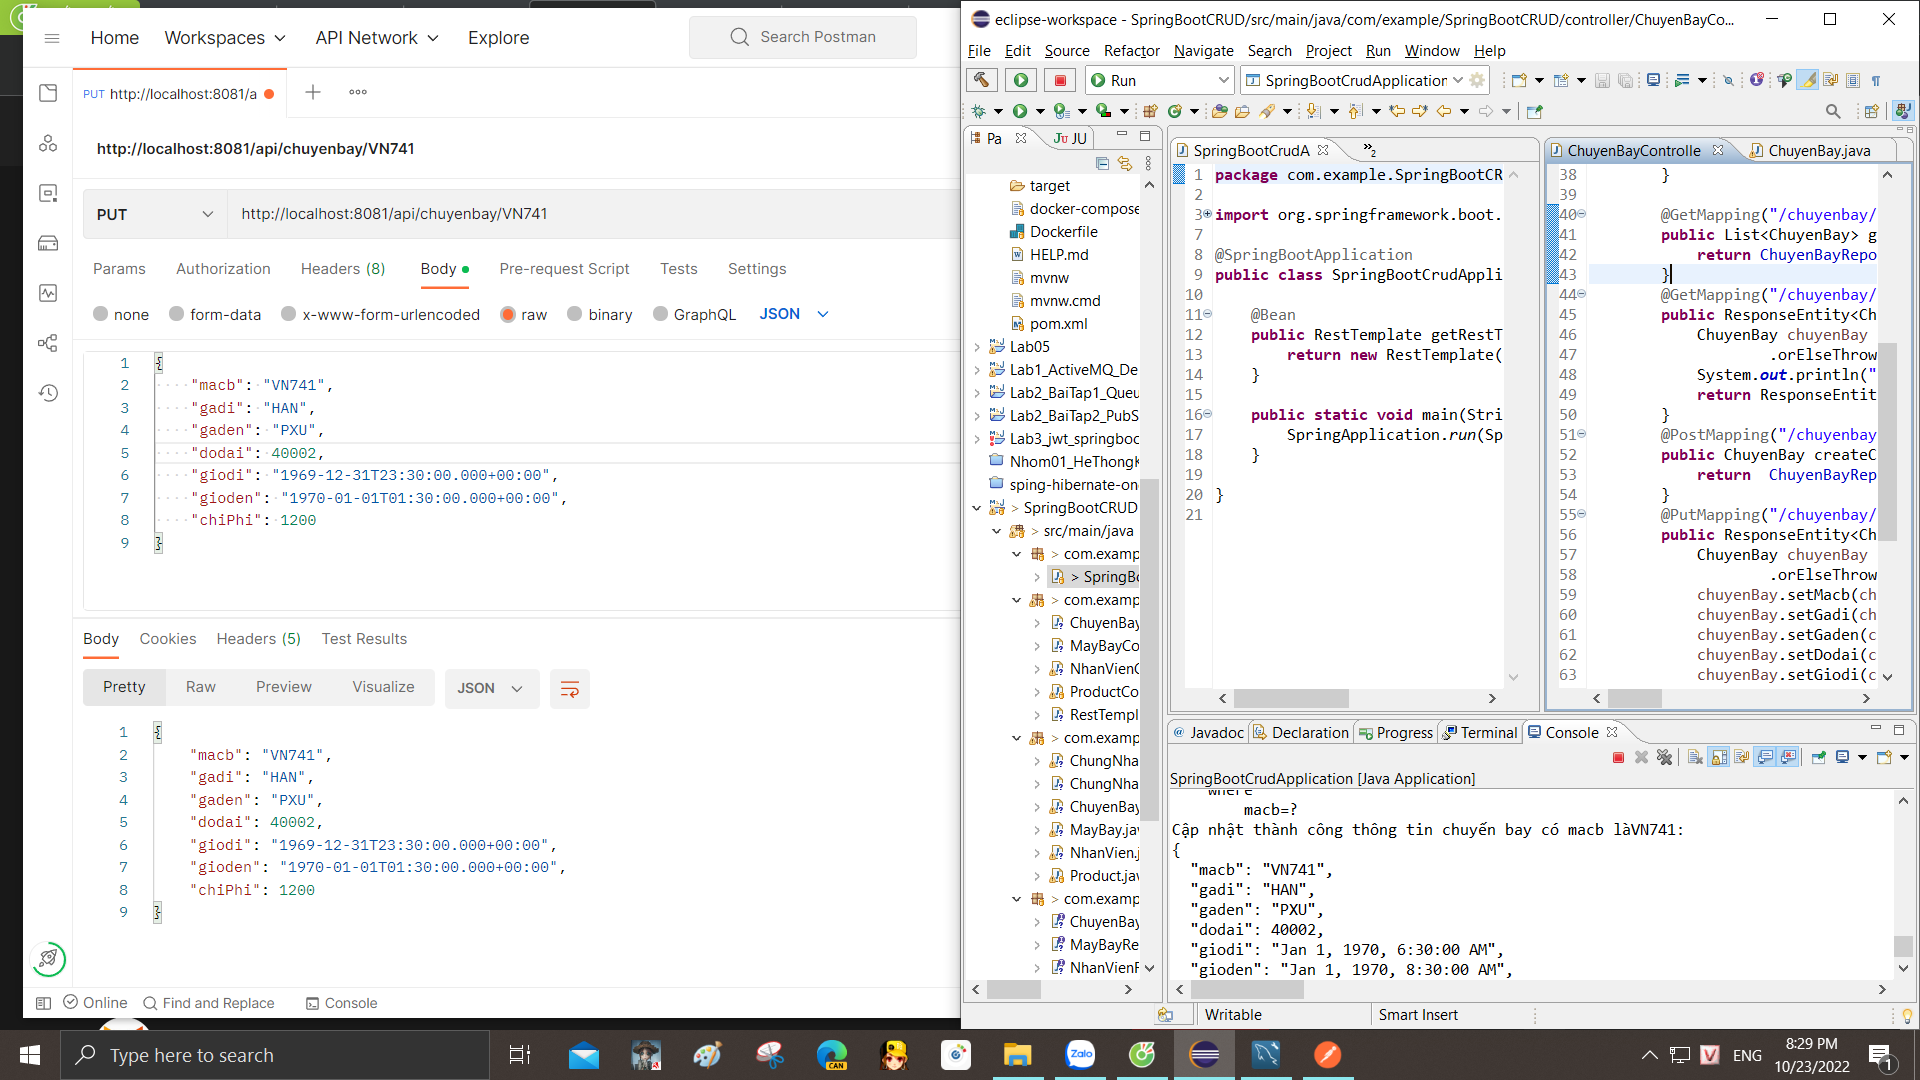 Home
Workspaces
API Network
Explore
Search Postman
PUT http://localhost:8081/a
http://localhost:8081/api/chuyenbay/VN741
PUT
http://localhost:8081/api/chuyenbay/VN741
Params
Authorization
Headers (8)
Body
Pre-request Script
Tests
Settings
none
form-data
x-www-form-urlencoded
raw
binary
GraphQL
JSON
1 {
2 "macb": "VN741",
3 "gadi": "HAN",
4 "gaden": "PXU",
5 "dodai": 40002,
6 "giodi": "1969-12-31T23:30:00.000+00:00",
7 "gioden": "1970-01-01T01:30:00.000+00:00",
8 "chiPhi": 1200
9 }
Body
Cookies
Headers (5)
Test Results
Pretty
Raw
Preview
Visualize
JSON
1 {
2 "macb": "VN741",
3 "gadi": "HAN",
4 "gaden": "PXU",
5 "dodai": 40002,
6 "giodi": "1969-12-31T23:30:00.000+00:00",
7 "gioden": "1970-01-01T01:30:00.000+00:00",
8 "chiPhi": 1200
9 }
Online
Find and Replace
Console
eclipse-workspace - SpringBootCRUD/src/main/java/com/example/SpringBootCRUD/controller/ChuyenBayCo...
File Edit Source Refactor Navigate Search Project Run Window Help
Run
SpringBootCrudApplication
Pa
JU
target
docker-compose
Dockerfile
HELP.md
mvnw
mvnw.cmd
pom.xml
Lab05
Lab1_ActiveMQ_De
Lab2_BaiTap1_Queu
Lab2_BaiTap2_PubS
Lab3_jwt_springboo
Nhom01_HeThongK
sping-hibernate-on
> SpringBootCRUD
> src/main/java
> com.examp
> SpringBo
> com.examp
ChuyenBay
MayBayCo
NhanVienC
ProductCo
RestTempl
> com.examp
ChungNha
ChungNha
ChuyenBay
MayBay.jav
NhanVien.j
Product.jav
> com.examp
ChuyenBay
MayBayRe
NhanVienF
SpringBootCrudA
»2
1 package com.example.SpringBootCR
2
3 import org.springframework.boot.
7
8 @SpringBootApplication
9 public class SpringBootCrudAppli
10
11 @Bean
12 public RestTemplate getRestT
13 return new RestTemplate(
14 }
15
16 public static void main(Stri
17 SpringApplication.run(Sp
18 }
19
20 }
21
ChuyenBayControlle
ChuyenBay.java
38 }
39
40 @GetMapping("/chuyenbay/
41 public List<ChuyenBay> g
42 return ChuyenBayRepo
43 }
44 @GetMapping("/chuyenbay/
45 public ResponseEntity<Ch
46 ChuyenBay chuyenBay
47 .orElseThrow
48 System.out.println("
49 return ResponseEntit
50 }
51 @PostMapping("/chuyenbay
52 public ChuyenBay createC
53 return ChuyenBayRep
54 }
55 @PutMapping("/chuyenbay/
56 public ResponseEntity<Ch
57 ChuyenBay chuyenBay
58 .orElseThrow
59 chuyenBay.setMacb(ch
60 chuyenBay.setGadi(ch
61 chuyenBay.setGaden(c
62 chuyenBay.setDodai(c
63 chuyenBay.setGiodi(c
@ Javadoc
Declaration
Progress
Terminal
Console
SpringBootCrudApplication [Java Application]
where
macb=?
Cập nhật thành công thông tin chuyến bay có macb làVN741:
{
"macb": "VN741",
"gadi": "HAN",
"gaden": "PXU",
"dodai": 40002,
"giodi": "Jan 1, 1970, 6:30:00 AM",
"gioden": "Jan 1, 1970, 8:30:00 AM",
Writable
Smart Insert
Type here to search
CAN
Zalo
V
ENG
8:29 PM
10/23/2022
1